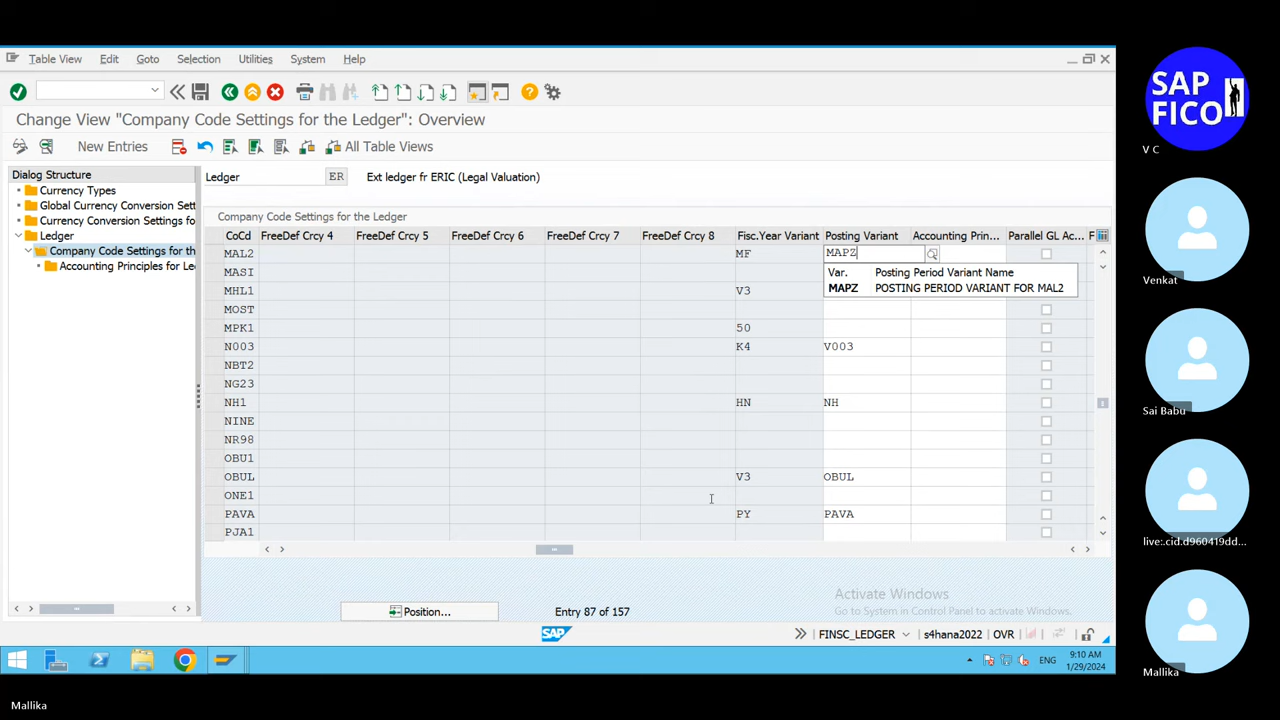 Table View Edit Goto Selection Utilities System Help
Change View "Company Code Settings for the Ledger": Overview
New Entries All Table Views
Dialog Structure
Currency Types
Global Currency Conversion Sett
Currency Conversion Settings fo
Ledger
Company Code Settings for th
Accounting Principles for Le
Ledger ER Ext ledger fr ERIC (Legal Valuation)
Company Code Settings for the Ledger
CoCd FreeDef Crcy 4 FreeDef Crcy 5 FreeDef Crcy 6 FreeDef Crcy 7 FreeDef Crcy 8 Fisc.Year Variant Posting Variant Accounting Prin... Parallel GL Ac... F
MAL2 MF MAPZ
MASI
MHL1 V3
MOST
MPK1 50
N003 K4 V003
NBT2
NG23
NH1 HN NH
NINE
NR98
OBU1
OBUL V3 OBUL
ONE1
PAVA PY PAVA
PJA1
Var. Posting Period Variant Name
MAPZ POSTING PERIOD VARIANT FOR MAL2
Position... Entry 87 of 157
Activate Windows
Go to System in Control Panel to activate Windows.
SAP
FINSC_LEDGER s4hana2022 OVR
ENG
9:10 AM
1/29/2024
Mallika
SAP
FICO
V C
Venkat
Sai Babu
live:.cid.d960419dd...
Mallika